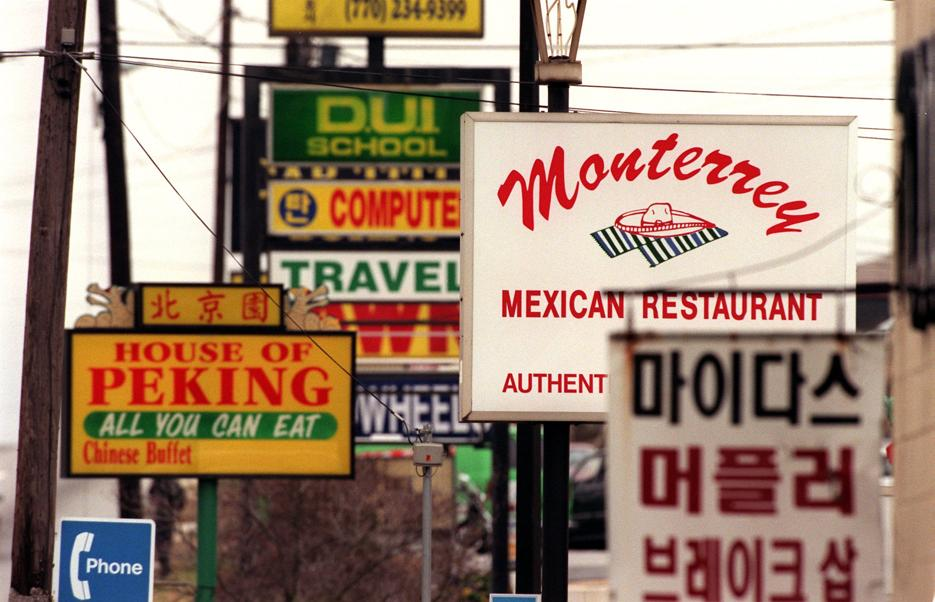 (770) 234-9399
D.U.I.
SCHOOL
COMPUTE
TRAVEL
WHEEL
北京園
HOUSE OF
PEKING
ALL YOU CAN EAT
Chinese Buffet
Phone
Monterrey
MEXICAN RESTAURANT
AUTHENT
마이다스
머플러
브레이크 샵